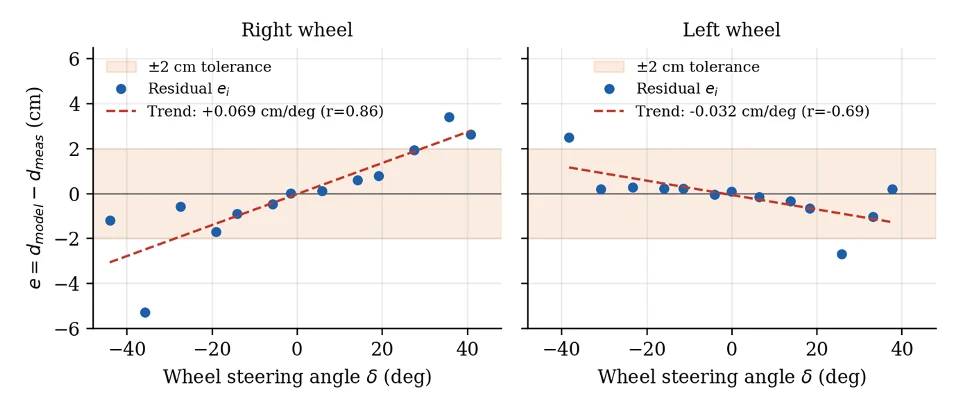 Right wheel
±2 cm tolerance
Residual eᵢ
Trend: +0.069 cm/deg (r=0.86)
e = d_model − d_meas (cm)
6
4
2
0
−2
−4
−6
−40 −20 0 20 40
Wheel steering angle δ (deg)
Left wheel
±2 cm tolerance
Residual eᵢ
Trend: -0.032 cm/deg (r=-0.69)
−40 −20 0 20 40
Wheel steering angle δ (deg)